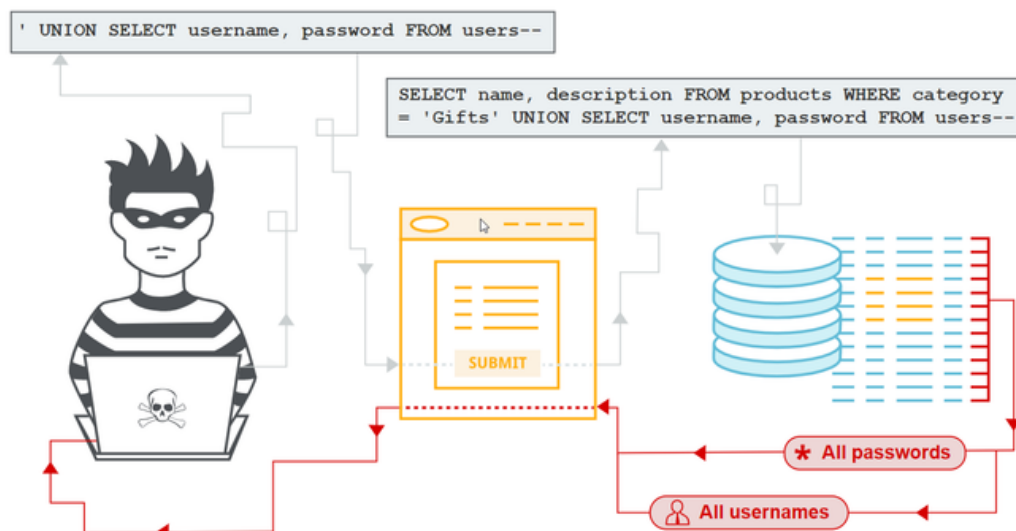 ' UNION SELECT username, password FROM users--
SELECT name, description FROM products WHERE category
= 'Gifts' UNION SELECT username, password FROM users--
SUBMIT
* All passwords
All usernames